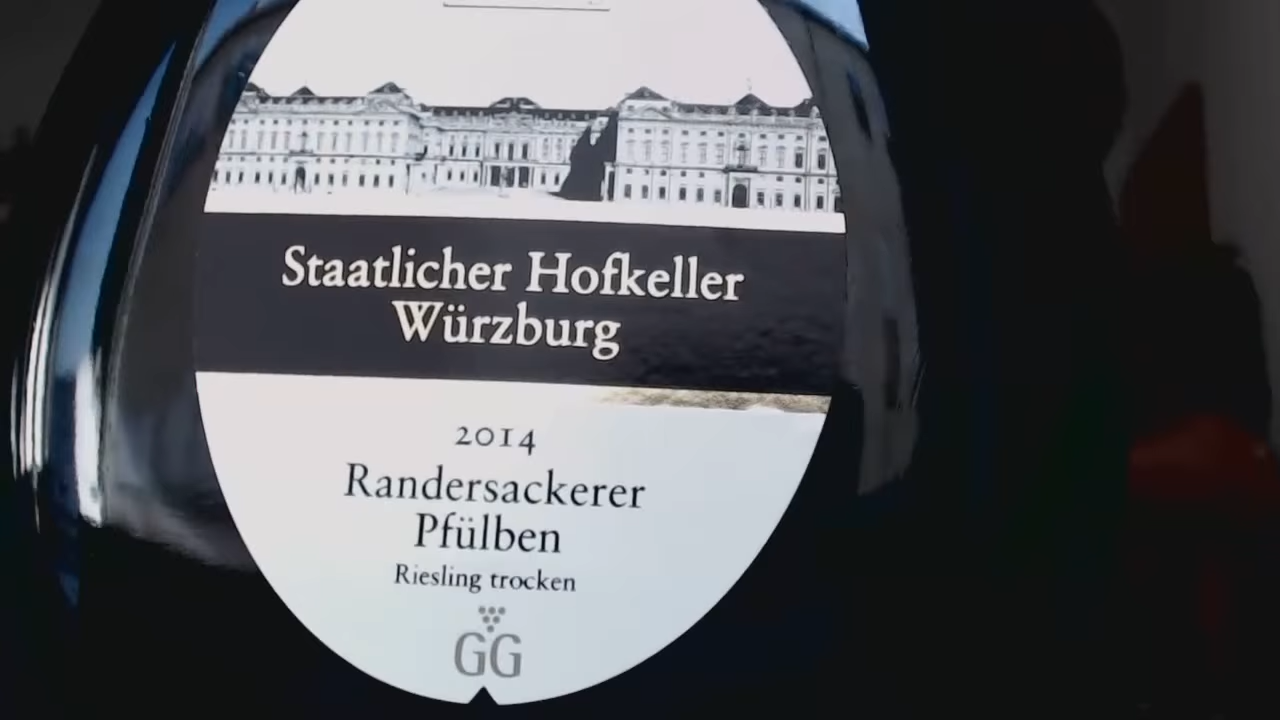 Staatlicher Hofkeller
Würzburg
2014
Randersackerer
Pfülben
Riesling trocken
GG